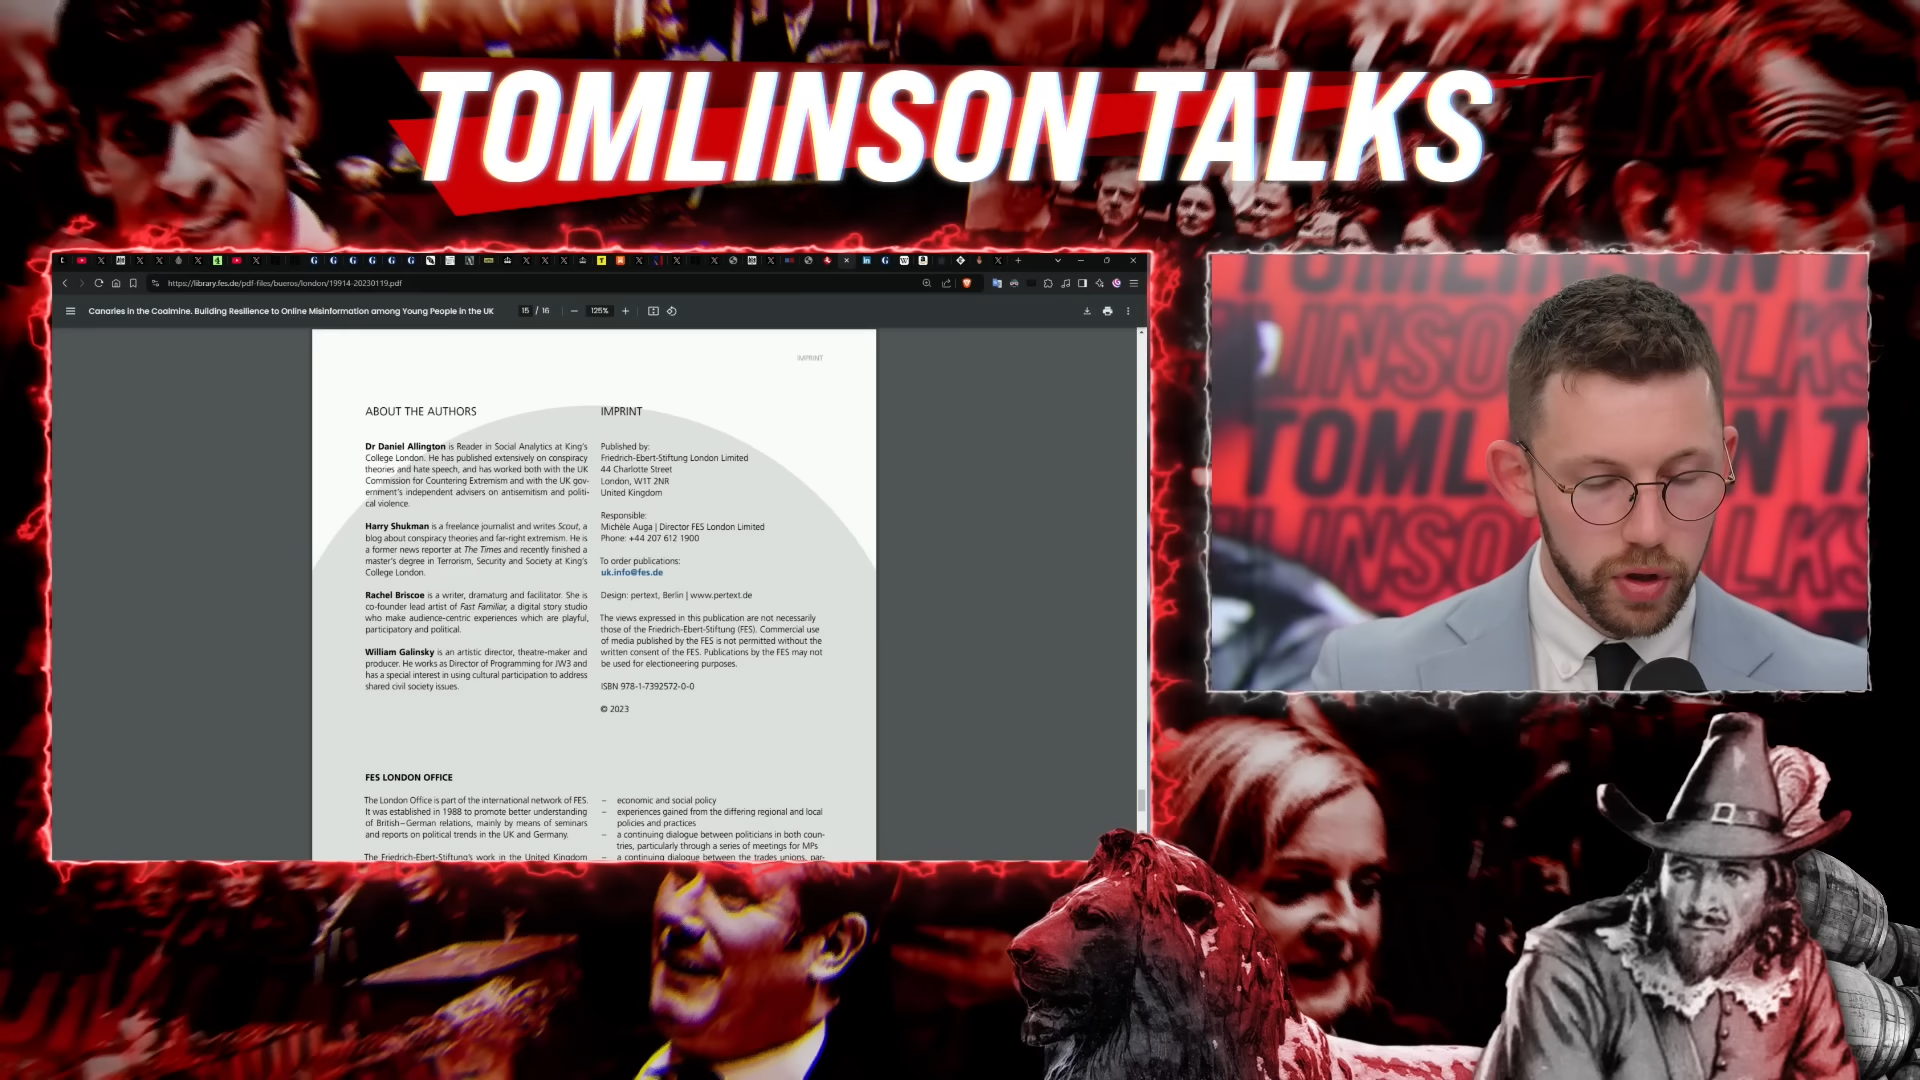 TOMLINSON TALKS
https://library.fes.de/pdf-files/bueros/london/19914-20230119.pdf
Canaries in the Coalmine. Building Resilience to Online Misinformation among Young People in the UK
15 / 16
125%
IMPRINT
ABOUT THE AUTHORS
Dr Daniel Allington is Reader in Social Analytics at King's
College London. He has published extensively on conspiracy
theories and hate speech, and has worked both with the UK
Commission for Countering Extremism and with the UK gov-
ernment's independent advisers on antisemitism and politi-
cal violence.
Harry Shukman is a freelance journalist and writes Scout, a
blog about conspiracy theories and far-right extremism. He is
a former news reporter at The Times and recently finished a
master's degree in Terrorism, Security and Society at King's
College London.
Rachel Briscoe is a writer, dramaturg and facilitator. She is
co-founder lead artist of Fast Familiar, a digital story studio
who make audience-centric experiences which are playful,
participatory and political.
William Galinsky is an artistic director, theatre-maker and
producer. He works as Director of Programming for JW3 and
has a special interest in using cultural participation to address
shared civil society issues.
IMPRINT
Published by:
Friedrich-Ebert-Stiftung London Limited
44 Charlotte Street
London, W1T 2NR
United Kingdom
Responsible:
Michèle Auga | Director FES London Limited
Phone: +44 207 612 1900
To order publications:
uk.info@fes.de
Design: pertext, Berlin | www.pertext.de
The views expressed in this publication are not necessarily
those of the Friedrich-Ebert-Stiftung (FES). Commercial use
of media published by the FES is not permitted without the
written consent of the FES. Publications by the FES may not
be used for electioneering purposes.
ISBN 978-1-7392572-0-0
© 2023
FES LONDON OFFICE
The London Office is part of the international network of FES.
It was established in 1988 to promote better understanding
of British–German relations, mainly by means of seminars
and reports on political trends in the UK and Germany.
The Friedrich-Ebert-Stiftung's work in the United Kingdom
– economic and social policy
– experiences gained from the differing regional and local
policies and practices
– a continuing dialogue between politicians in both coun-
tries, particularly through a series of meetings for MPs
– a continuing dialogue between the trades unions, par-